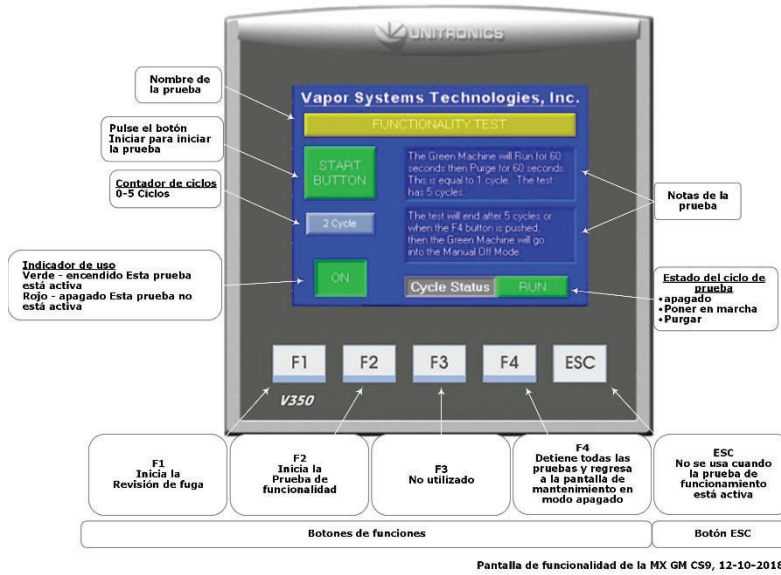 UNITRONICS
Nombre de
la prueba
Vapor Systems Technologies, Inc.
FUNCTIONALITY TEST
Pulse el botón
Iniciar para iniciar
la prueba
START
BUTTON
The Green Machine will Run for 60
seconds then Purge for 60 seconds.
This is equal to 1 cycle. The test
has 5 cycles.
Contador de ciclos
0-5 Ciclos
2 Cycle
The test will end after 5 cycles or
when the F4 button is pushed,
then the Green Machine will go
into the Manual Off Mode
Notas de la
prueba
Indicador de uso
Verde - encendido Esta prueba
está activa
Rojo - apagado Esta prueba no
está activa
ON
Cycle Status
RUN
Estado del ciclo de
prueba
•apagado
•Poner en marcha
•Purgar
F1
F2
F3
F4
ESC
V350
F1
Inicia la
Revisión de fuga
F2
Inicia la
Prueba de
funcionalidad
F3
No utilizado
F4
Detiene todas las
pruebas y regresa
a la pantalla de
mantenimiento en
modo apagado
ESC
No se usa cuando
la prueba de
funcionamiento
está activa
Botones de funciones
Botón ESC
Pantalla de funcionalidad de la MX GM CS9, 12-10-2018